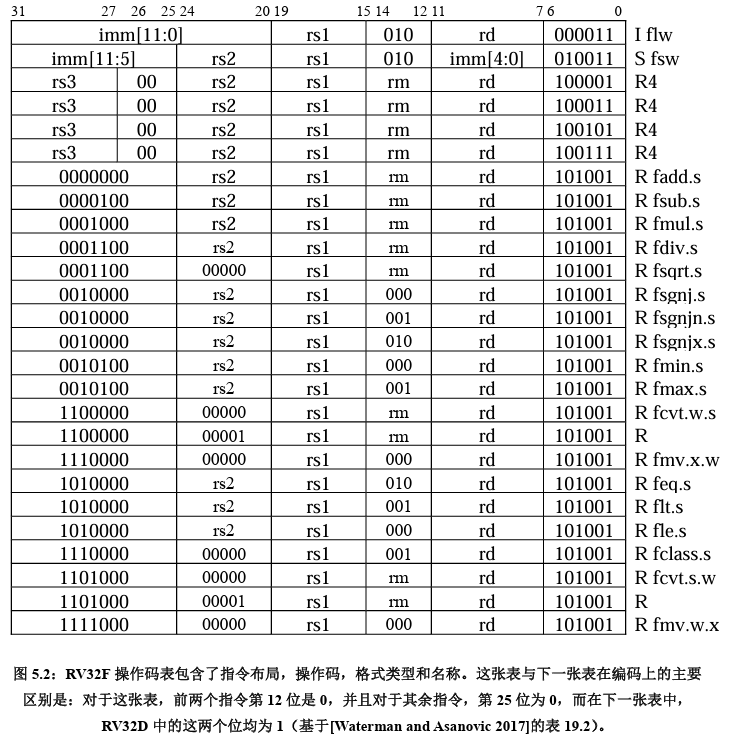 31 27 26 25 24 20 19 15 14 12 11 7 6 0
imm[11:0] rs1 010 rd 000011 I flw
imm[11:5] rs2 rs1 010 imm[4:0] 010011 S fsw
rs3 00 rs2 rs1 rm rd 100001 R4
rs3 00 rs2 rs1 rm rd 100011 R4
rs3 00 rs2 rs1 rm rd 100101 R4
rs3 00 rs2 rs1 rm rd 100111 R4
0000000 rs2 rs1 rm rd 101001 R fadd.s
0000100 rs2 rs1 rm rd 101001 R fsub.s
0001000 rs2 rs1 rm rd 101001 R fmul.s
0001100 rs2 rs1 rm rd 101001 R fdiv.s
0001100 00000 rs1 rm rd 101001 R fsqrt.s
0010000 rs2 rs1 000 rd 101001 R fsgnj.s
0010000 rs2 rs1 001 rd 101001 R fsgnjn.s
0010000 rs2 rs1 010 rd 101001 R fsgnjx.s
0010100 rs2 rs1 000 rd 101001 R fmin.s
0010100 rs2 rs1 001 rd 101001 R fmax.s
1100000 00000 rs1 rm rd 101001 R fcvt.w.s
1100000 00001 rs1 rm rd 101001 R
1110000 00000 rs1 000 rd 101001 R fmv.x.w
1010000 rs2 rs1 010 rd 101001 R feq.s
1010000 rs2 rs1 001 rd 101001 R flt.s
1010000 rs2 rs1 000 rd 101001 R fle.s
1110000 00000 rs1 001 rd 101001 R fclass.s
1101000 00000 rs1 rm rd 101001 R fcvt.s.w
1101000 00001 rs1 rm rd 101001 R
1111000 00000 rs1 000 rd 101001 R fmv.w.x
图 5.2：RV32F 操作码表包含了指令布局，操作码，格式类型和名称。这张表与下一张表在编码上的主要
区别是：对于这张表，前两个指令第 12 位是 0，并且对于其余指令，第 25 位为 0，而在下一张表中，
RV32D 中的这两个位均为 1（基于[Waterman and Asanovic 2017]的表 19.2）。